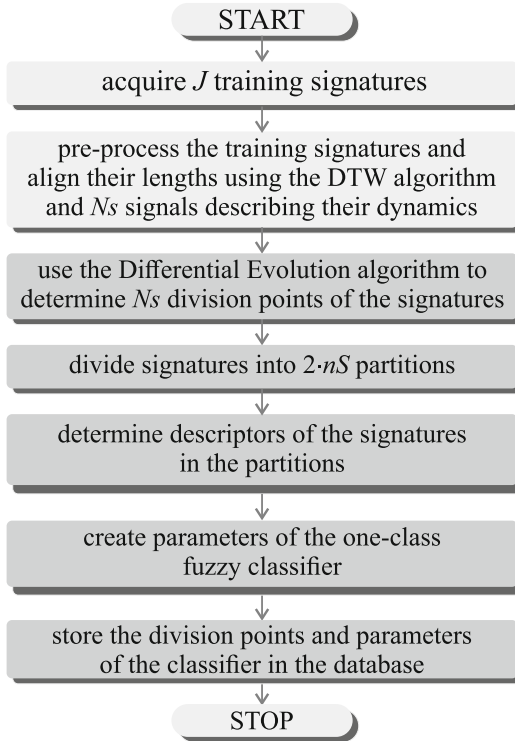 START
acquire J training signatures
pre-process the training signatures and
align their lengths using the DTW algorithm
and Ns signals describing their dynamics
use the Differential Evolution algorithm to
determine Ns division points of the signatures
divide signatures into 2·nS partitions
determine descriptors of the signatures
in the partitions
create parameters of the one-class
fuzzy classifier
store the division points and parameters
of the classifier in the database
STOP